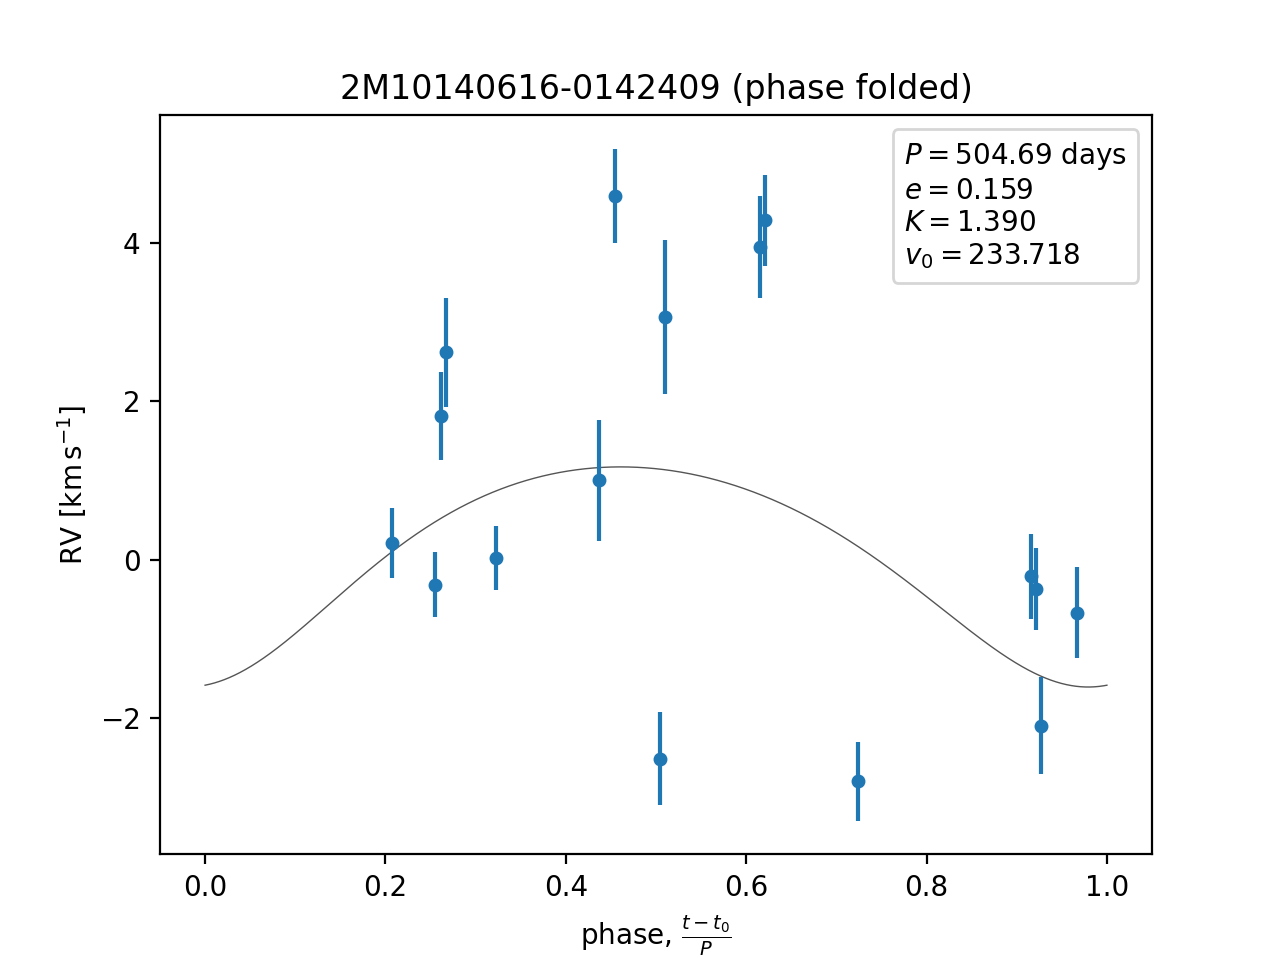 2M10140616-0142409 (phase folded)
P = 504.69 days
e = 0.159
K = 1.390
v₀ = 233.718
RV [km s⁻¹]
4
2
0
−2
0.0 0.2 0.4 0.6 0.8 1.0
phase, (t − t₀)/P